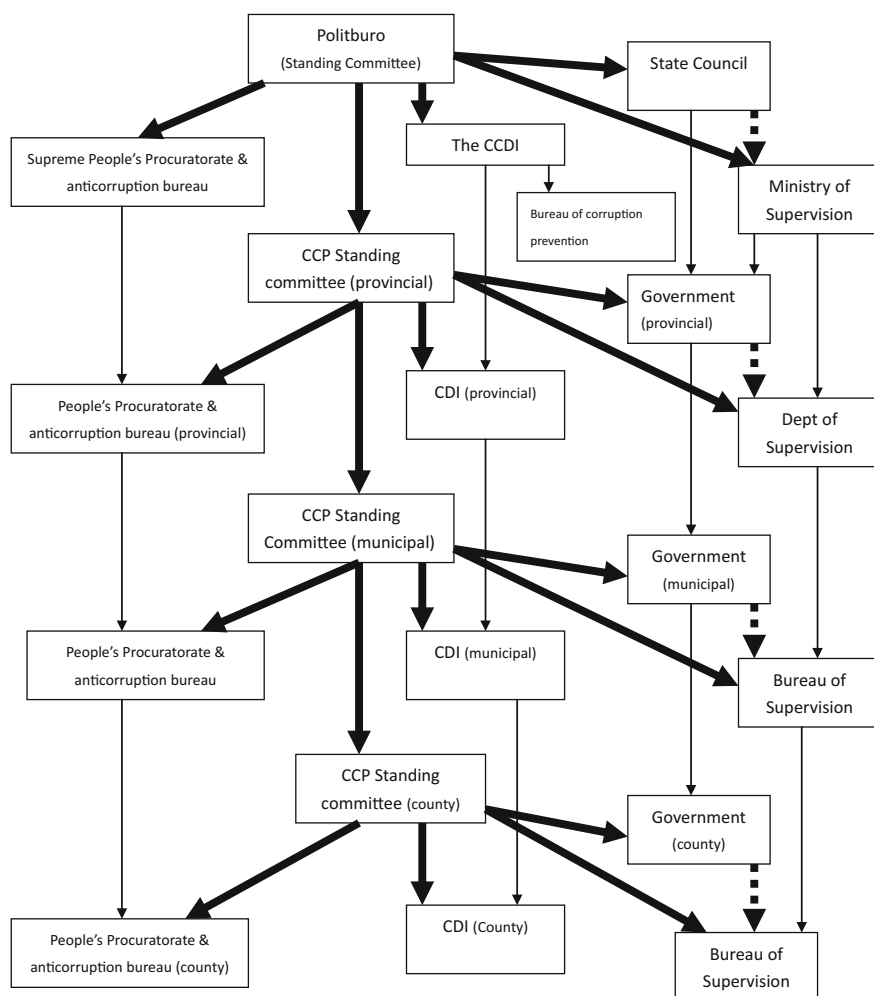 Politburo
(Standing Committee)
State Council
Supreme People's Procuratorate &
anticorruption bureau
The CCDI
Ministry of
Supervision
Bureau of corruption
prevention
CCP Standing
committee (provincial)
Government
(provincial)
People's Procuratorate &
anticorruption bureau (provincial)
CDI (provincial)
Dept of
Supervision
CCP Standing
Committee (municipal)
Government
(municipal)
People's Procuratorate &
anticorruption bureau
CDI (municipal)
Bureau of
Supervision
CCP Standing
committee (county)
Government
(county)
People's Procuratorate &
anticorruption bureau (county)
CDI (County)
Bureau of
Supervision